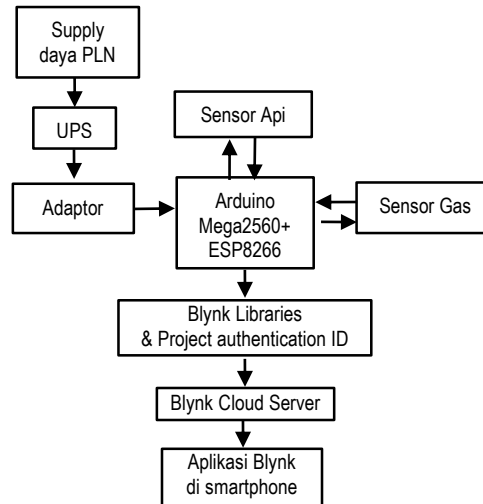 Supply
daya PLN
UPS
Sensor Api
Adaptor
Arduino
Mega2560+
ESP8266
Sensor Gas
Blynk Libraries
& Project authentication ID
Blynk Cloud Server
Aplikasi Blynk
di smartphone